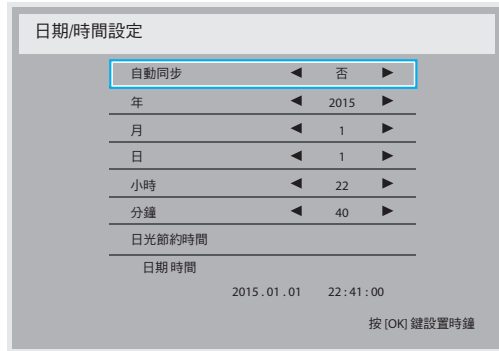 日期/時間設定
自動同步 ◀ 否 ▶
年 ◀ 2015 ▶
月 ◀ 1 ▶
日 ◀ 1 ▶
小時 ◀ 22 ▶
分鐘 ◀ 40 ▶
日光節約時間
日期 時間
2015 . 01 . 01 22 : 41 : 00
按 [OK] 鍵設置時鐘